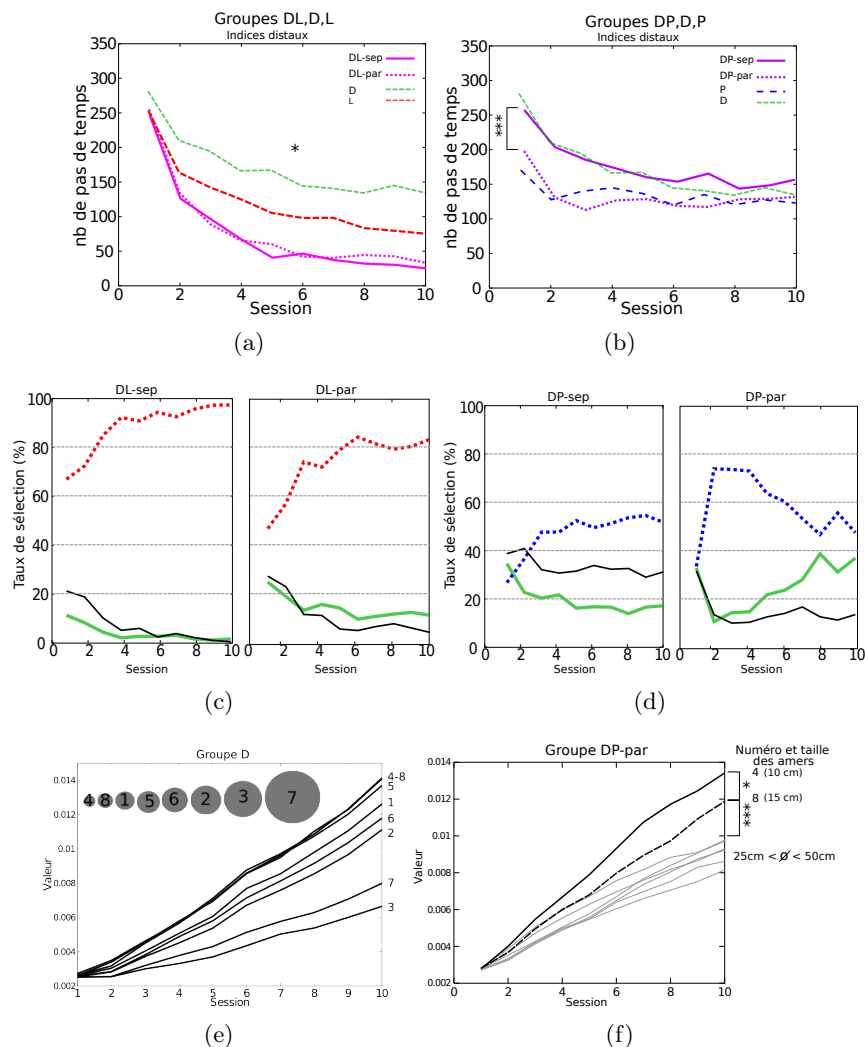 Groupes DL,D,L
Indices distaux
350
300
250
200
150
100
50
0
nb de pas de temps
DL-sep
DL-par
D
L
*
0 2 4 6 8 10
Session
(a)
Groupes DP,D,P
Indices distaux
350
300
250
200
150
100
50
0
nb de pas de temps
DP-sep
DP-par
P
D
***
0 2 4 6 8 10
Session
(b)
DL-sep
DL-par
100
80
60
40
20
0
Taux de sélection (%)
0 2 4 6 8 10
0 2 4 6 8 10
Session
Session
(c)
DP-sep
DP-par
100
80
60
40
20
0
Taux de sélection (%)
0 2 4 6 8 10
0 2 4 6 8 10
Session
Session
(d)
Groupe D
0.014
0.012
0.010
0.008
0.006
0.004
0.002
Valeur
4 8 1 5 6 2 3 7
4-8
5
1
6
2
7
3
1 2 3 4 5 6 7 8 9 10
Session
(e)
Groupe DP-par
Numéro et taille
des amers
0.014
0.012
0.010
0.008
0.006
0.004
0.002
Valeur
4 (10 cm)
*
8 (15 cm)
***
25cm < ø < 50cm
0 2 4 6 8 10
Session
(f)